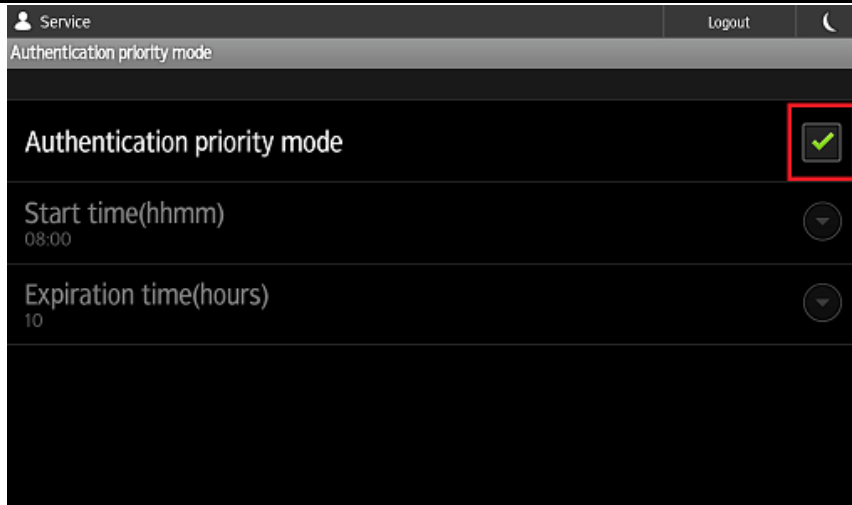 Service
Logout
Authentication priority mode
Authentication priority mode
Start time(hhmm)
08:00
Expiration time(hours)
10